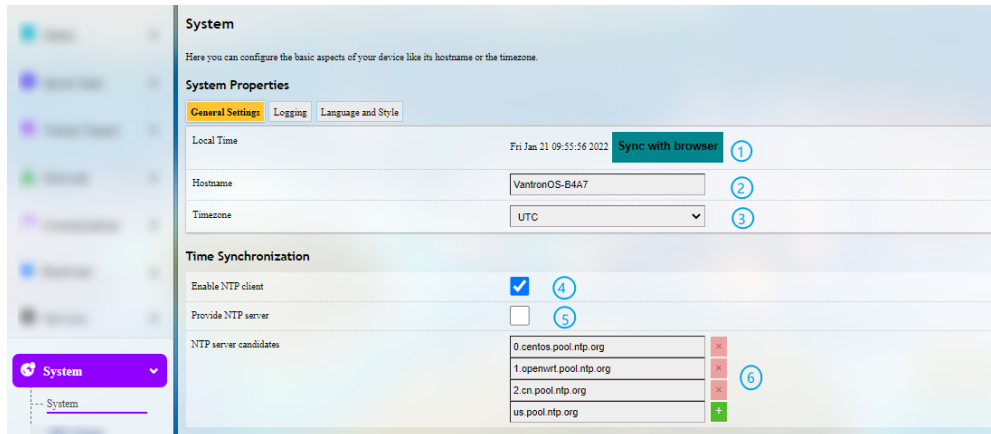 System
Here you can configure the basic aspects of your device like its hostname or the timezone.
System Properties
General Settings Logging Language and Style
Local Time Fri Jan 21 09:55:56 2022 Sync with browser 1
Hostname VantronOS-B4A7 2
Timezone UTC 3
Time Synchronization
Enable NTP client 4
Provide NTP server 5
NTP server candidates 0.centos.pool.ntp.org ×
1.openwrt.pool.ntp.org ×
2.cn.pool.ntp.org × 6
us.pool.ntp.org +
System
System